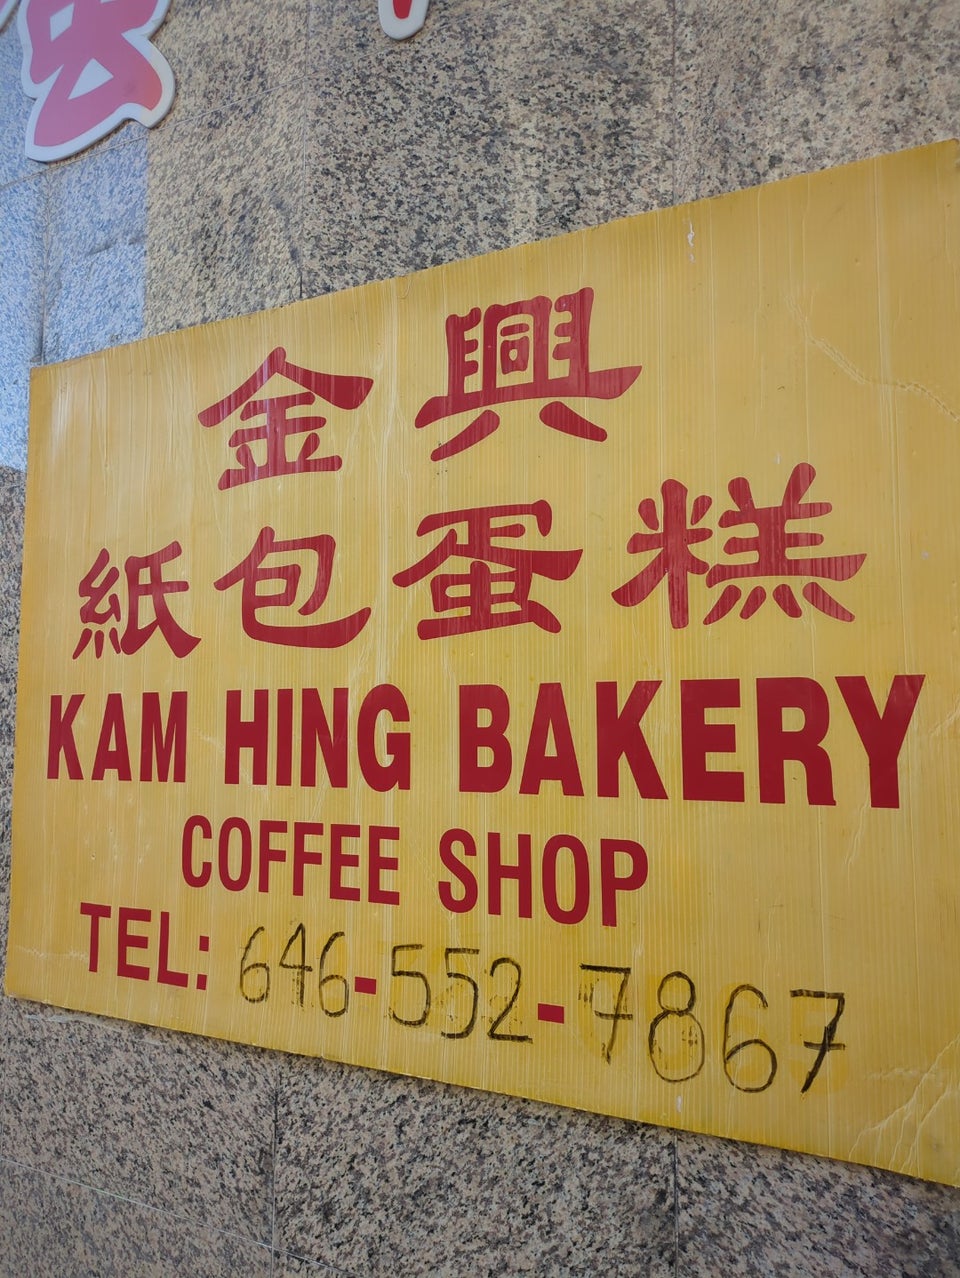 金興
紙包蛋糕
KAM HING BAKERY
COFFEE SHOP
TEL: 646-552-7867